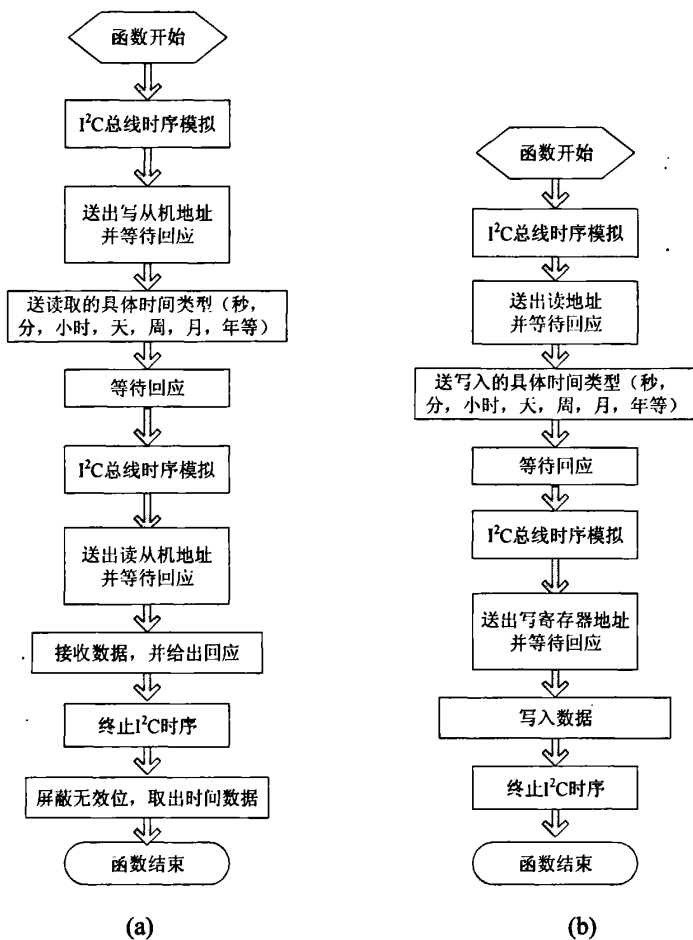 函数开始
I²C总线时序模拟
送出写从机地址
并等待回应
送读取的具体时间类型（秒，
分，小时，天，周，月，年等）
等待回应
I²C总线时序模拟
送出读从机地址
并等待回应
接收数据，并给出回应
终止I²C时序
屏蔽无效位，取出时间数据
函数结束
(a)
函数开始
I²C总线时序模拟
送出读地址
并等待回应
送写入的具体时间类型（秒，
分，小时，天，周，月，年等）
等待回应
I²C总线时序模拟
送出写寄存器地址
并等待回应
写入数据
终止I²C时序
函数结束
(b)